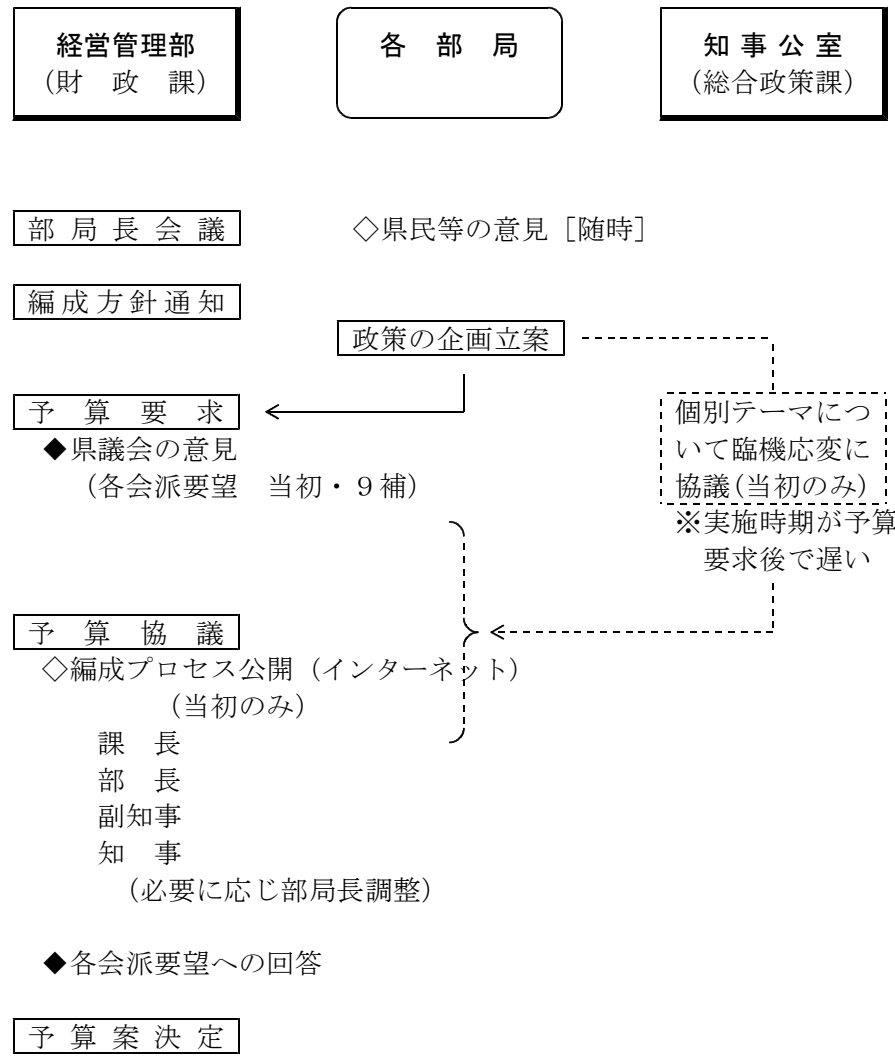 経営管理部
(財　政　課)
各　部　局
知 事 公 室
(総合政策課)
部 局 長 会 議
◇県民等の意見［随時］
編成方針通知
政策の企画立案
予　算　要　求
◆県議会の意見
(各会派要望　当初・９補)
個別テーマにつ
いて臨機応変に
協議(当初のみ)
※実施時期が予算
要求後で遅い
予　算　協　議
◇編成プロセス公開（インターネット）
(当初のみ)
課　長
部　長
副知事
知　事
（必要に応じ部局長調整）
◆各会派要望への回答
予 算 案 決 定